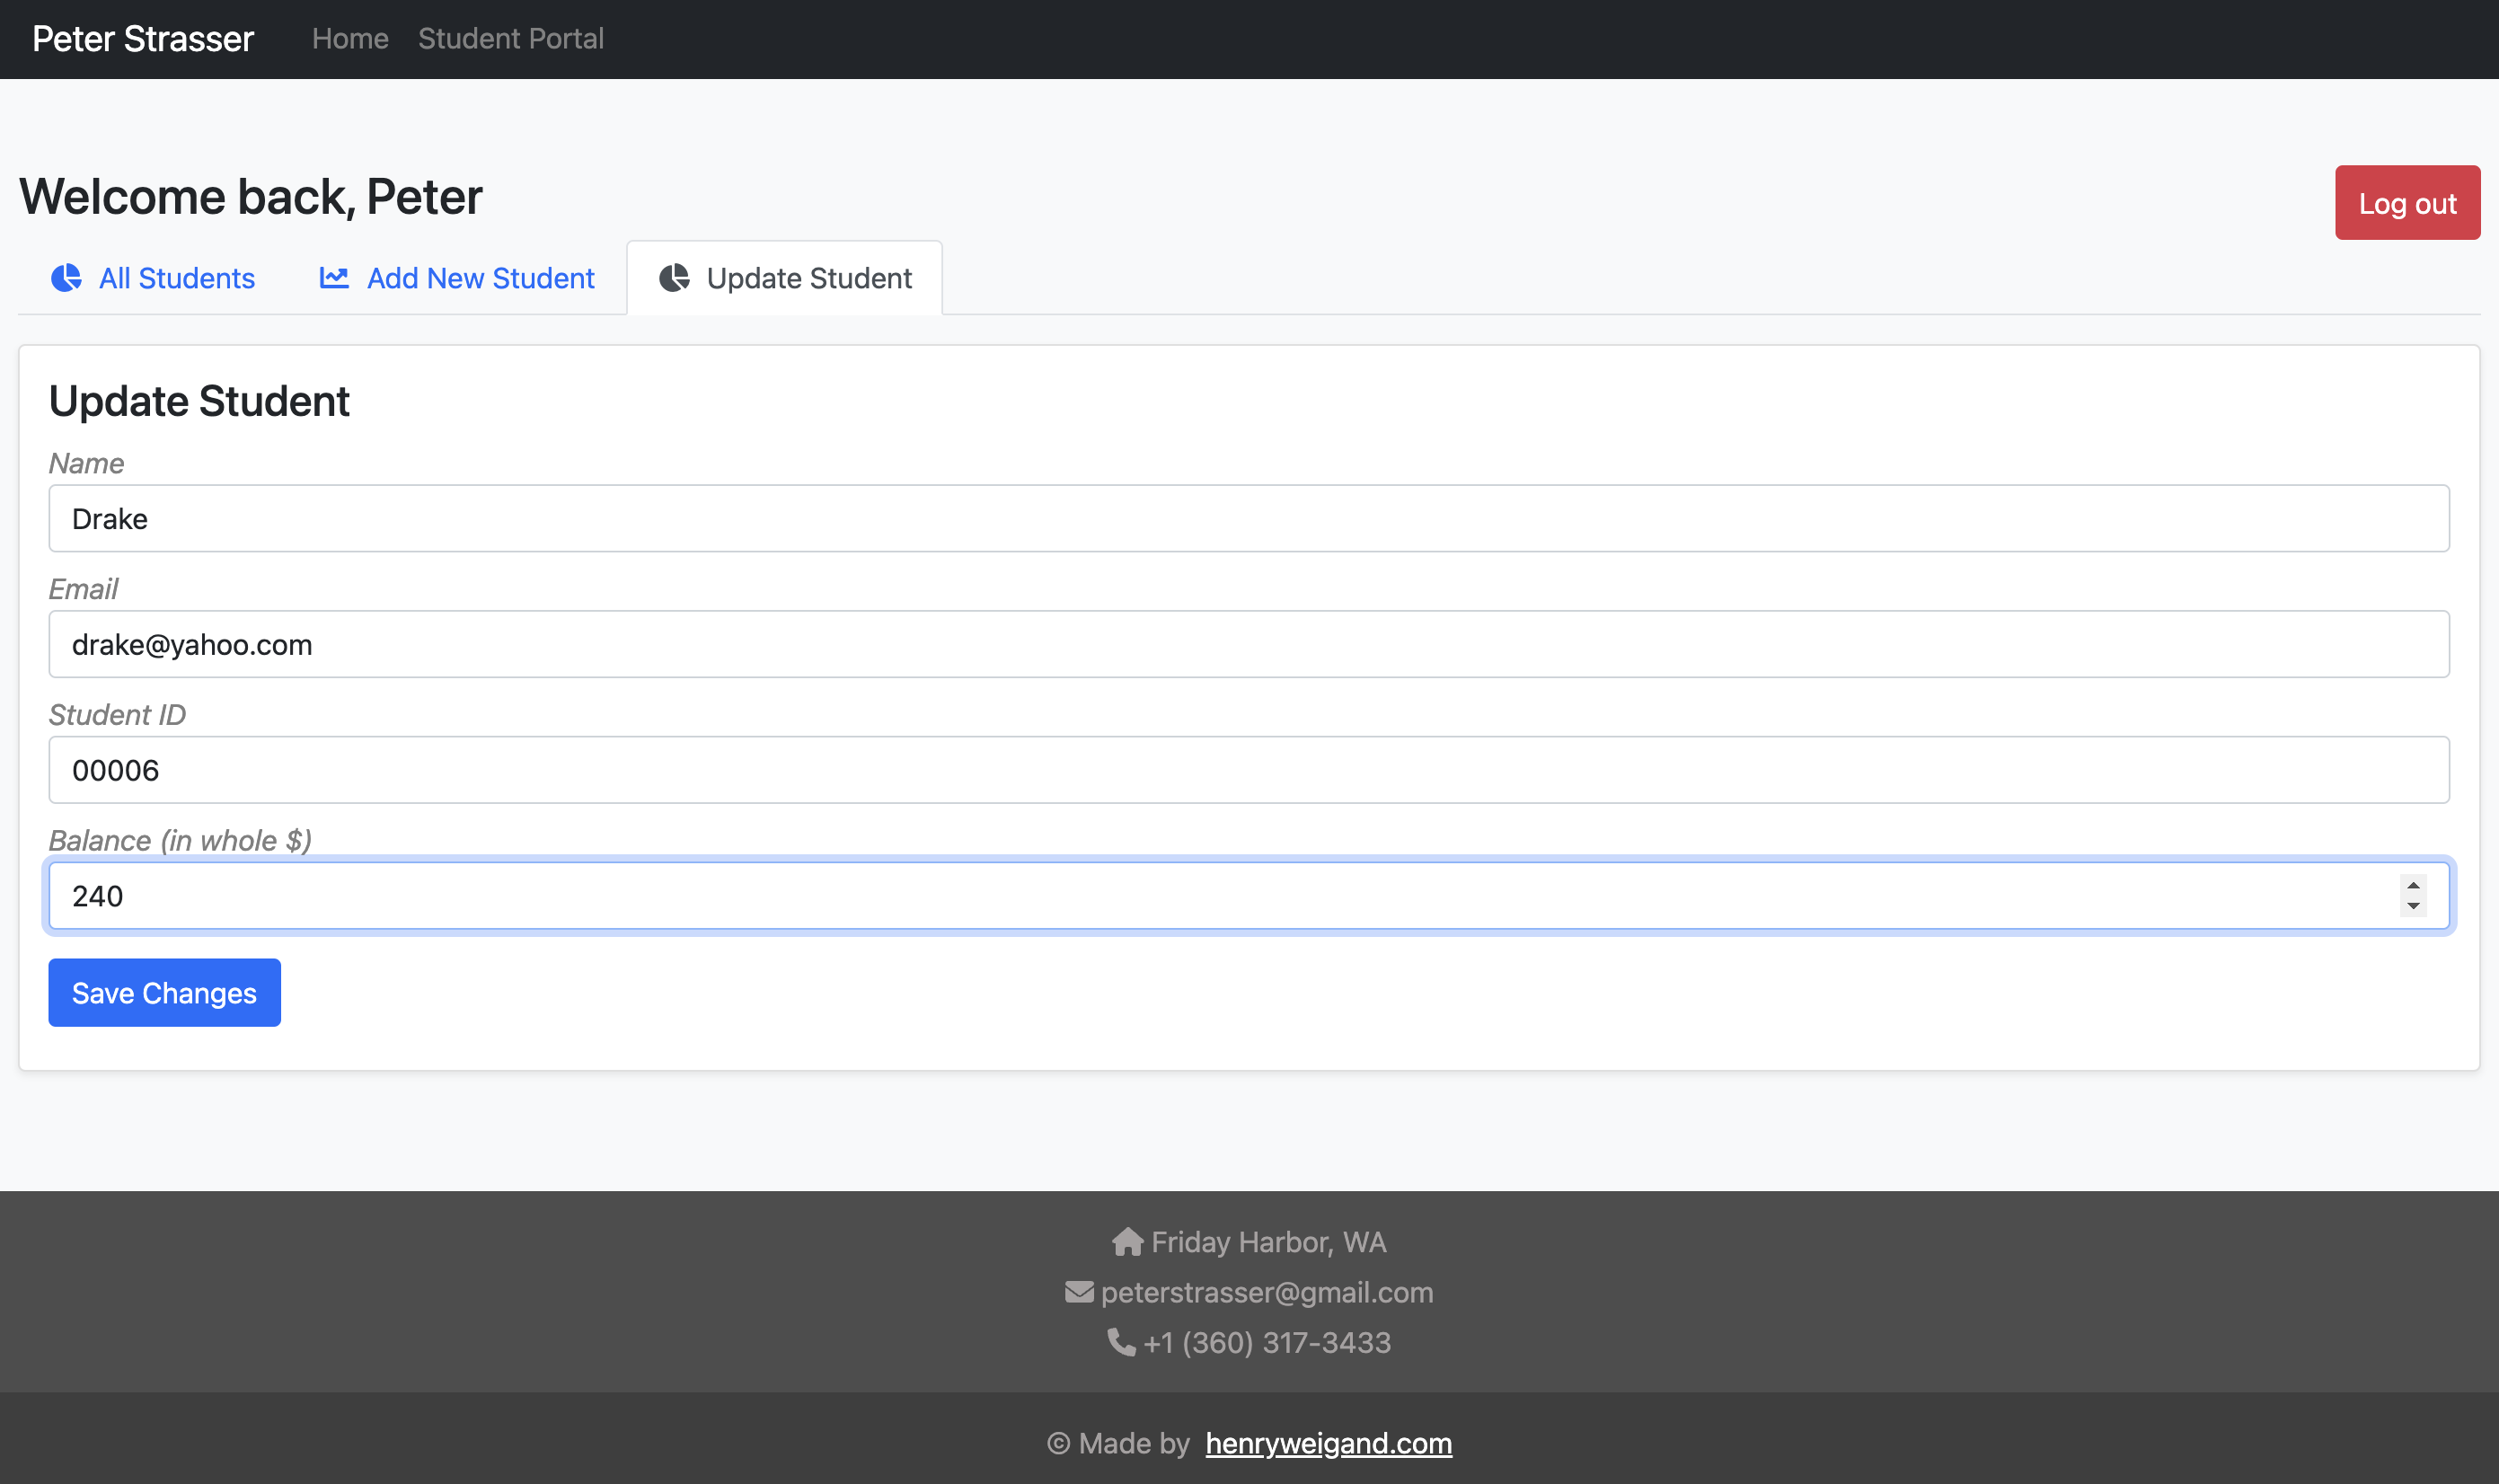 Peter Strasser Home Student Portal
Welcome back, Peter
Log out
All Students Add New Student Update Student
Update Student
Name
Drake
Email
drake@yahoo.com
Student ID
00006
Balance (in whole $)
240
Save Changes
Friday Harbor, WA
peterstrasser@gmail.com
+1 (360) 317-3433
© Made by henryweigand.com